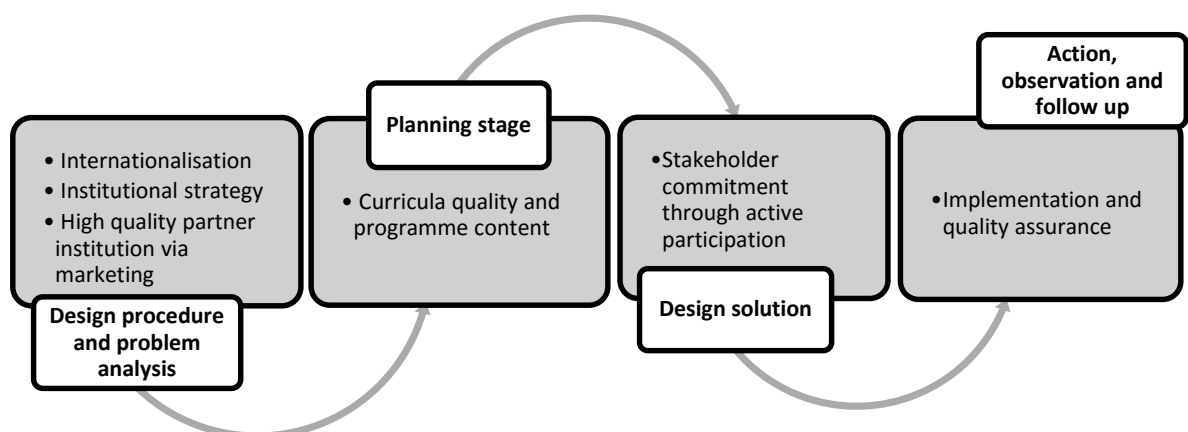 • Internationalisation
• Institutional strategy
• High quality partner
institution via
marketing
Design procedure
and problem
analysis
Planning stage
• Curricula quality and
programme content
•Stakeholder
commitment
through active
participation
Design solution
Action,
observation and
follow up
•Implementation and
quality assurance